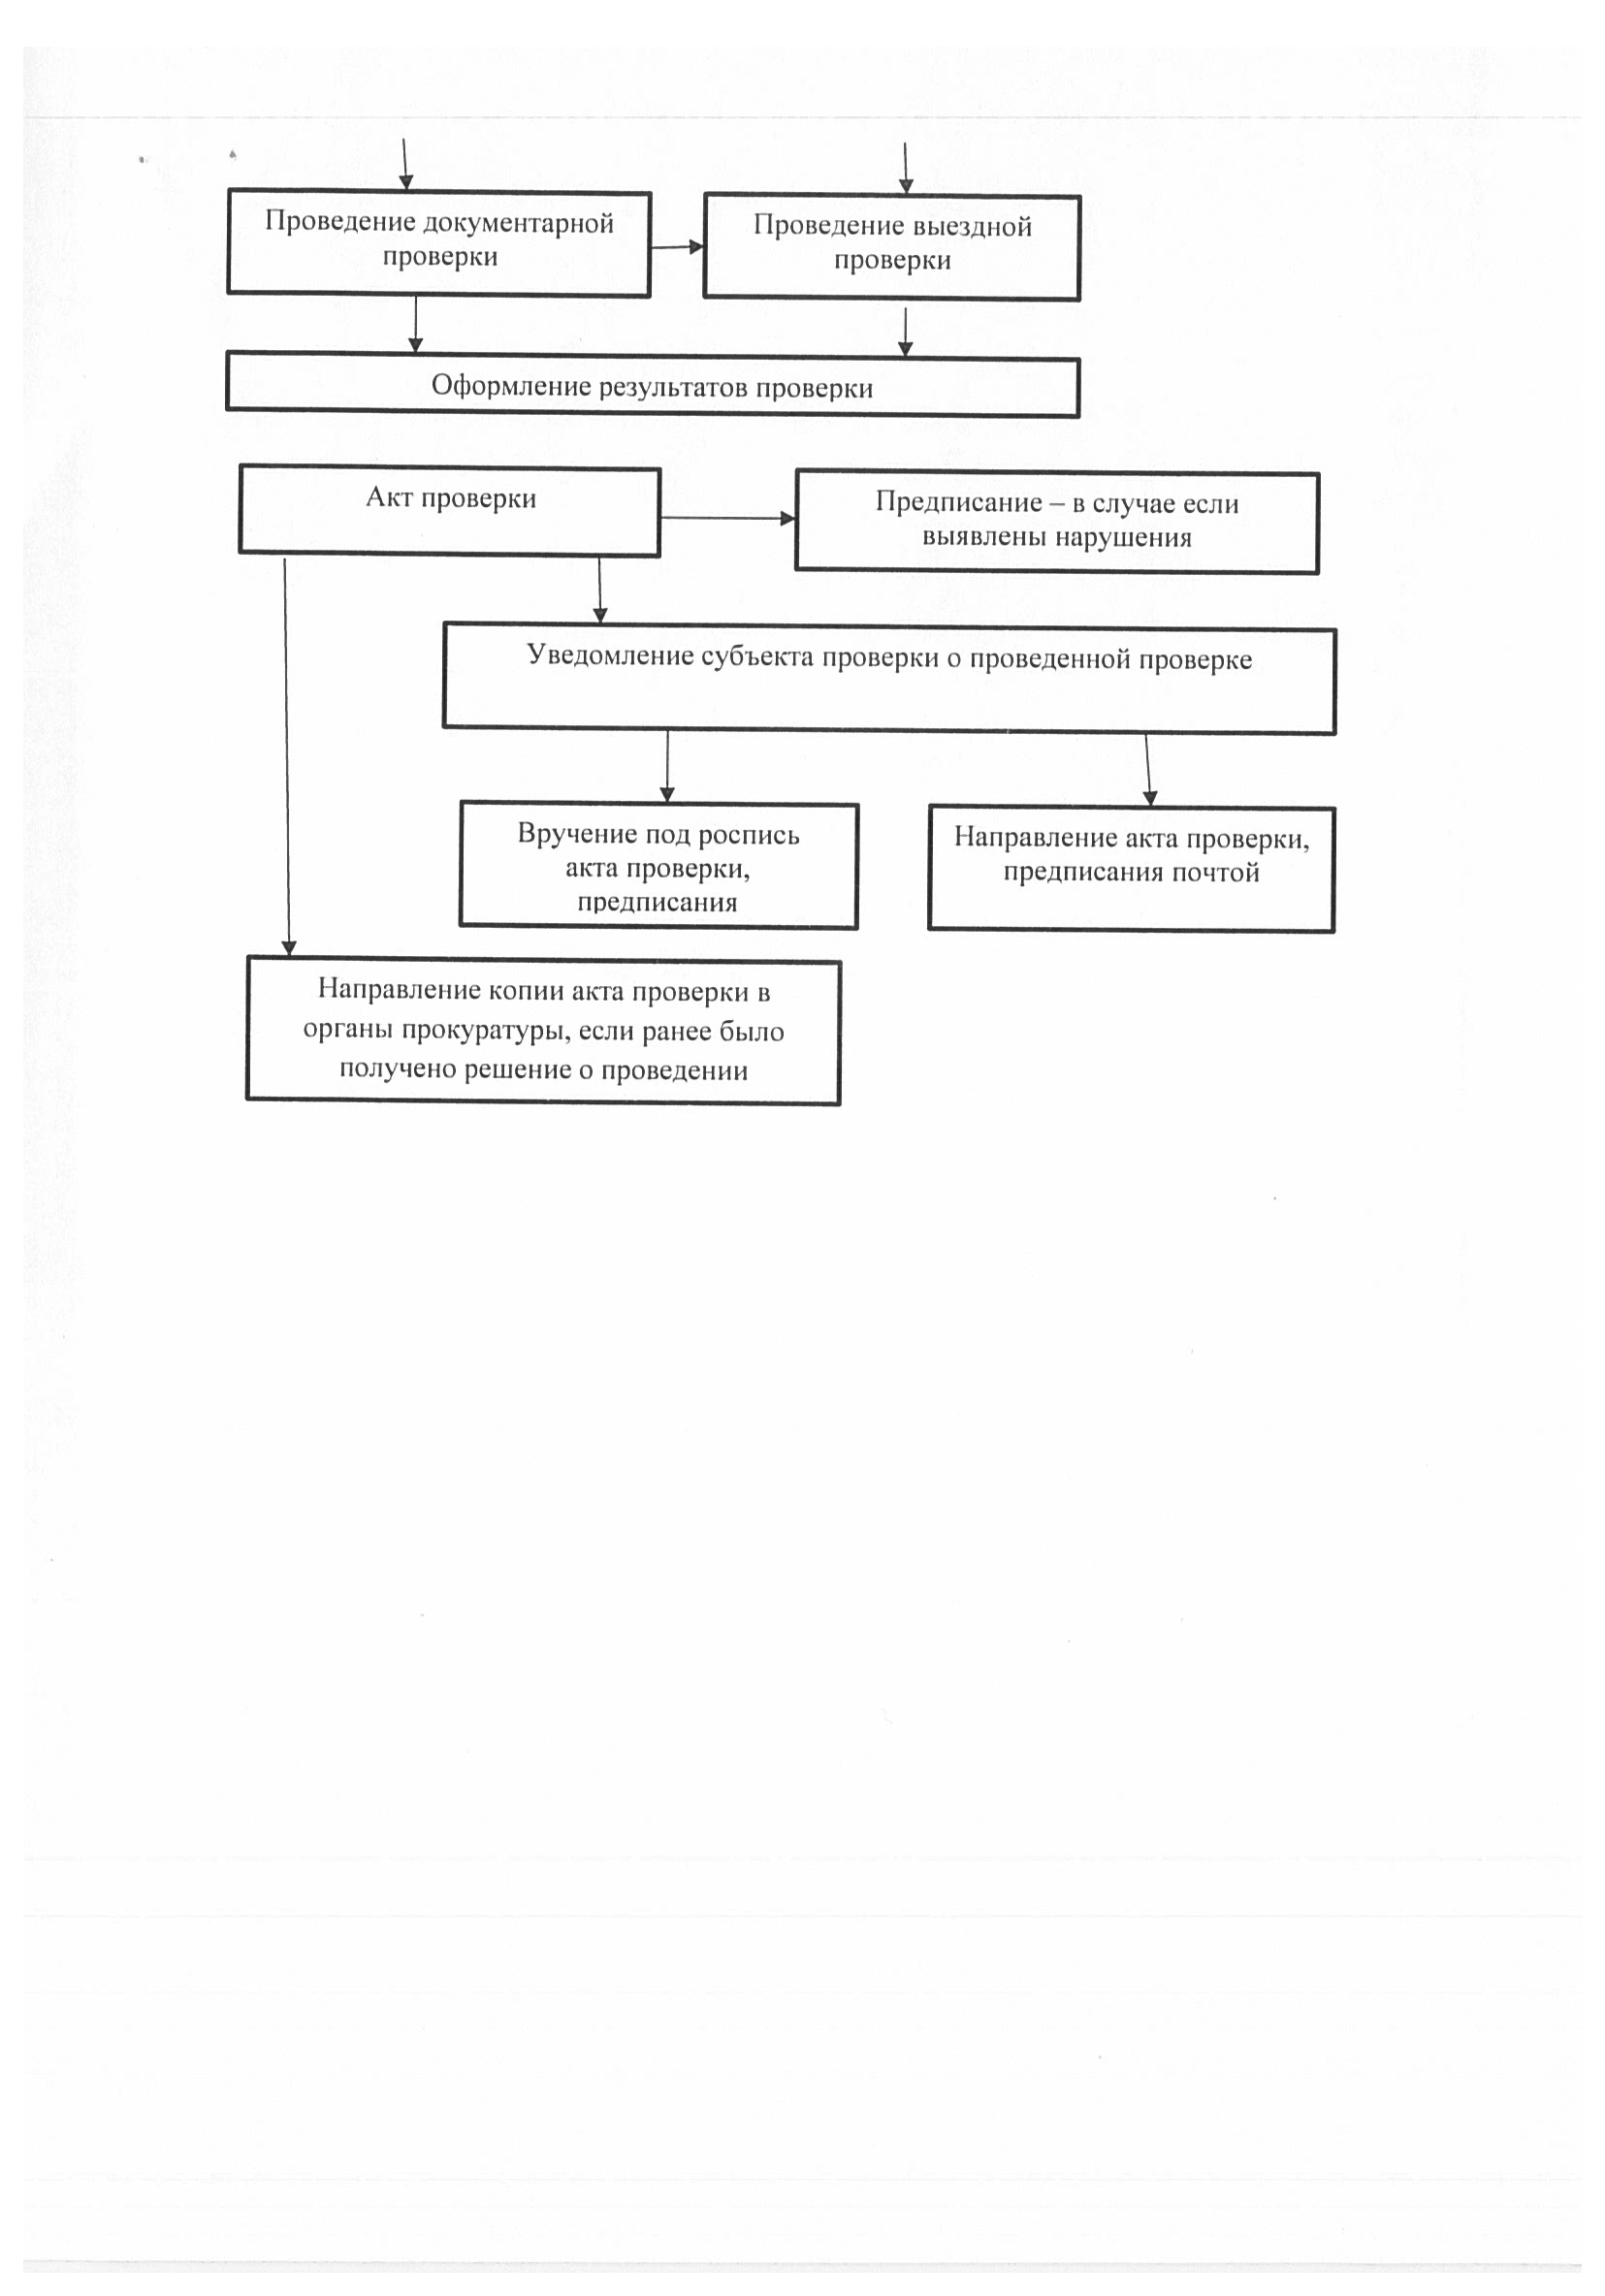 Проведение документарной
проверки
Проведение выездной
проверки
Оформление результатов проверки
Акт проверки
Предписание – в случае если
выявлены нарушения
Уведомление субъекта проверки о проведенной проверке
Вручение под роспись
акта проверки,
предписания
Направление акта проверки,
предписания почтой
Направление копии акта проверки в
органы прокуратуры, если ранее было
получено решение о проведении